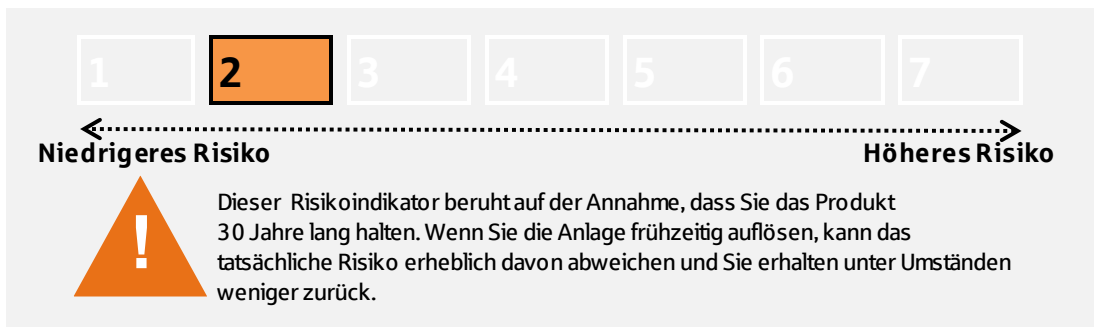 1 2 3 4 5 6 7
Niedrigeres Risiko Höheres Risiko
!
Dieser Risikoindikator beruht auf der Annahme, dass Sie das Produkt
30 Jahre lang halten. Wenn Sie die Anlage frühzeitig auflösen, kann das
tatsächliche Risiko erheblich davon abweichen und Sie erhalten unter Umständen
weniger zurück.